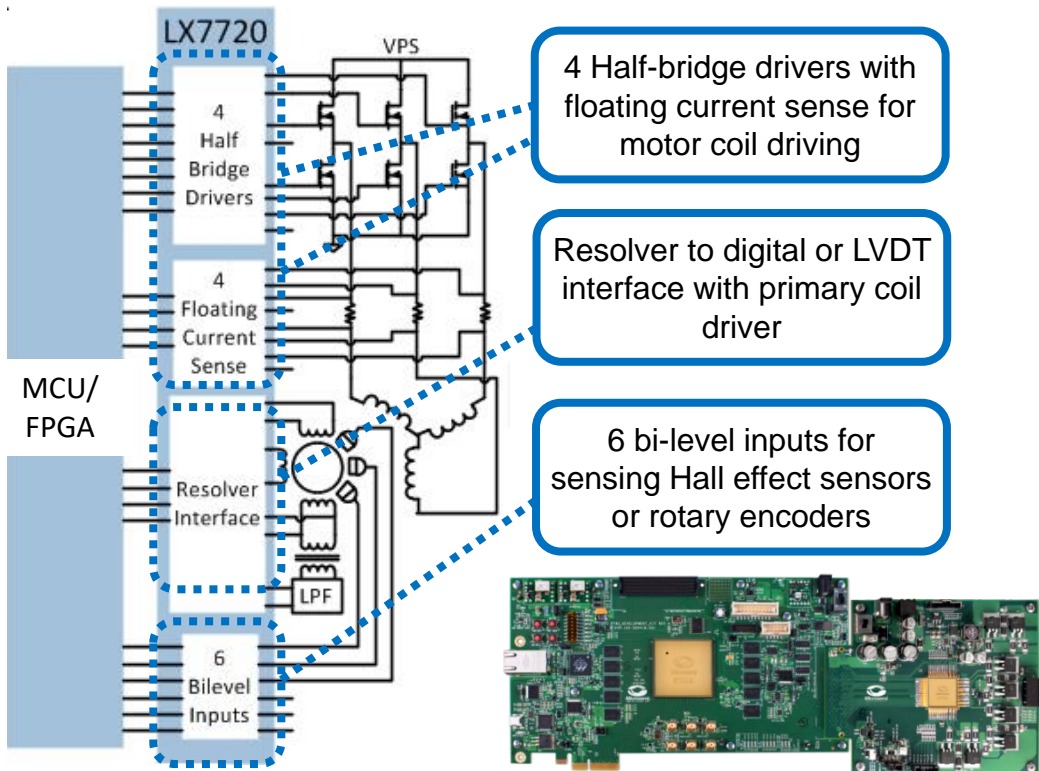 LX7720
VPS
4
Half
Bridge
Drivers
4
Floating
Current
Sense
MCU/
FPGA
Resolver
Interface
LPF
6
Bilevel
Inputs
4 Half-bridge drivers with
floating current sense for
motor coil driving
Resolver to digital or LVDT
interface with primary coil
driver
6 bi-level inputs for
sensing Hall effect sensors
or rotary encoders